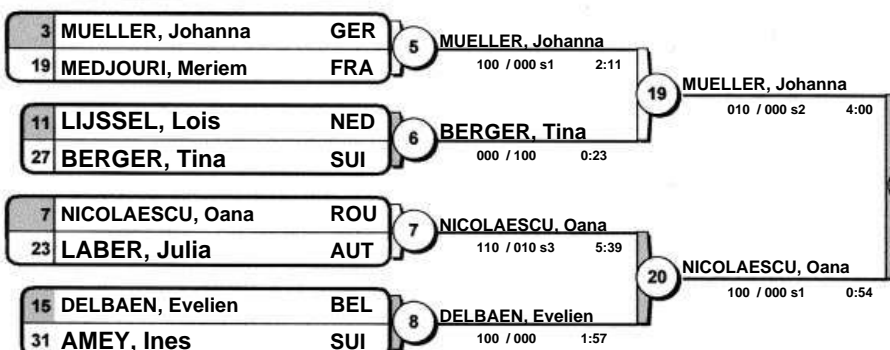 3 MUELLER, Johanna GER
19 MEDJOURI, Meriem FRA
5
MUELLER, Johanna
100 / 000 s1 2:11
19
MUELLER, Johanna
010 / 000 s2 4:00
11 LIJSSEL, Lois NED
27 BERGER, Tina SUI
6
BERGER, Tina
000 / 100 0:23
7 NICOLAESCU, Oana ROU
23 LABER, Julia AUT
7
NICOLAESCU, Oana
110 / 010 s3 5:39
20
NICOLAESCU, Oana
100 / 000 s1 0:54
15 DELBAEN, Evelien BEL
31 AMEY, Ines SUI
8
DELBAEN, Evelien
100 / 000 1:57